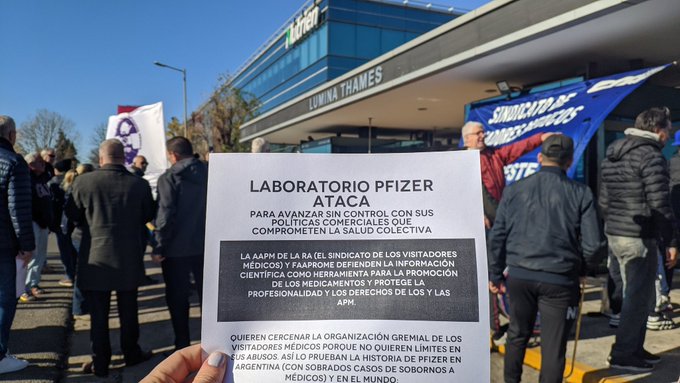 Nutrien
LUMINA THAMES
SINDICATO DE
LABORATORIO PFIZER
ATACA
PARA AVANZAR SIN CONTROL CON SUS
POLÍTICAS COMERCIALES QUE
COMPROMETEN LA SALUD COLECTIVA
LA AAPM DE LA RA (EL SINDICATO DE LOS VISITADORES
MÉDICOS) Y FAAPROME DEFIENDEN LA INFORMACIÓN
CIENTÍFICA COMO HERRAMIENTA PARA LA PROMOCIÓN
DE LOS MEDICAMENTOS Y PROTEGE LA
PROFESIONALIDAD Y LOS DERECHOS DE LOS Y LAS
APM.
QUIEREN CERCENAR LA ORGANIZACIÓN GREMIAL DE LOS
VISITADORES MÉDICOS PORQUE NO QUIEREN LÍMITES EN
SUS ABUSOS. ASÍ LO PRUEBAN LA HISTORIA DE PFIZER EN
ARGENTINA (CON SOBRADOS CASOS DE SOBORNOS A
MÉDICOS) Y EN EL MUNDO: